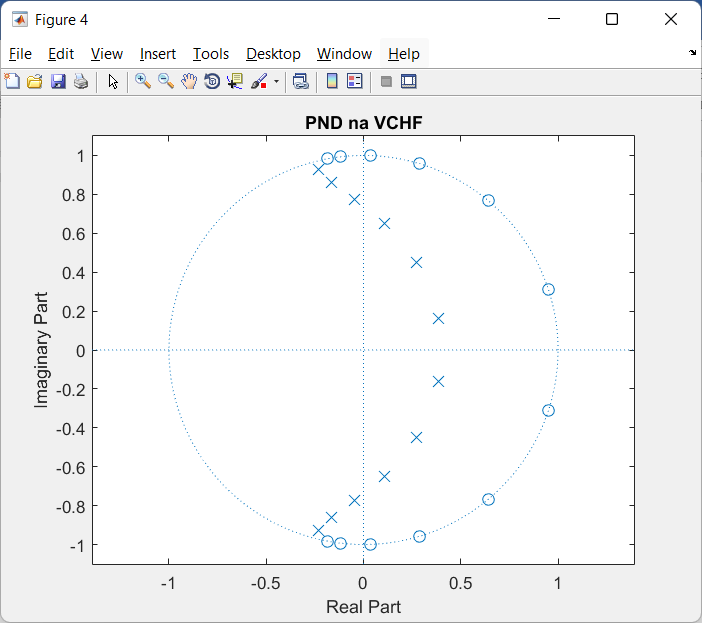 Figure 4
File Edit View Insert Tools Desktop Window Help
PND na VCHF
1
0.8
0.6
0.4
0.2
0
-0.2
-0.4
-0.6
-0.8
-1
Imaginary Part
-1 -0.5 0 0.5 1
Real Part